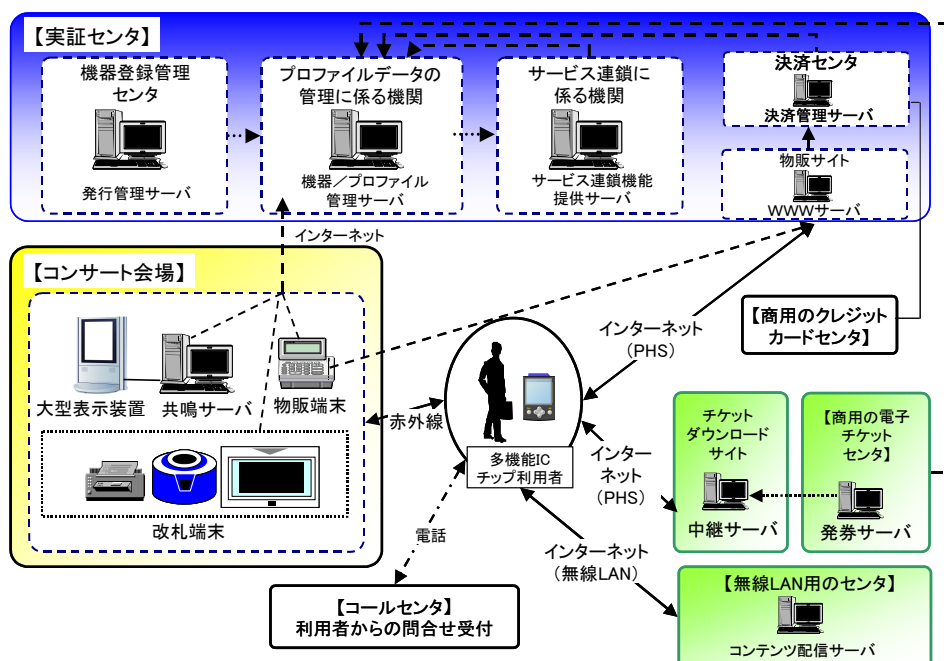 【実証センタ】
機器登録管理
センタ
発行管理サーバ
プロファイルデータの
管理に係る機関
機器／プロファイル
管理サーバ
サービス連鎖に
係る機関
サービス連鎖機能
提供サーバ
決済センタ
決済管理サーバ
物販サイト
WWWサーバ
インターネット
【コンサート会場】
大型表示装置
共鳴サーバ
物販端末
改札端末
赤外線
多機能IC
チップ利用者
インターネット
（PHS）
【商用のクレジット
カードセンタ】
インター
ネット
（PHS）
チケット
ダウンロード
サイト
中継サーバ
【商用の電子
チケット
センタ】
発券サーバ
電話
インターネット
（無線LAN）
【コールセンタ】
利用者からの問合せ受付
【無線LAN用のセンタ】
コンテンツ配信サーバ